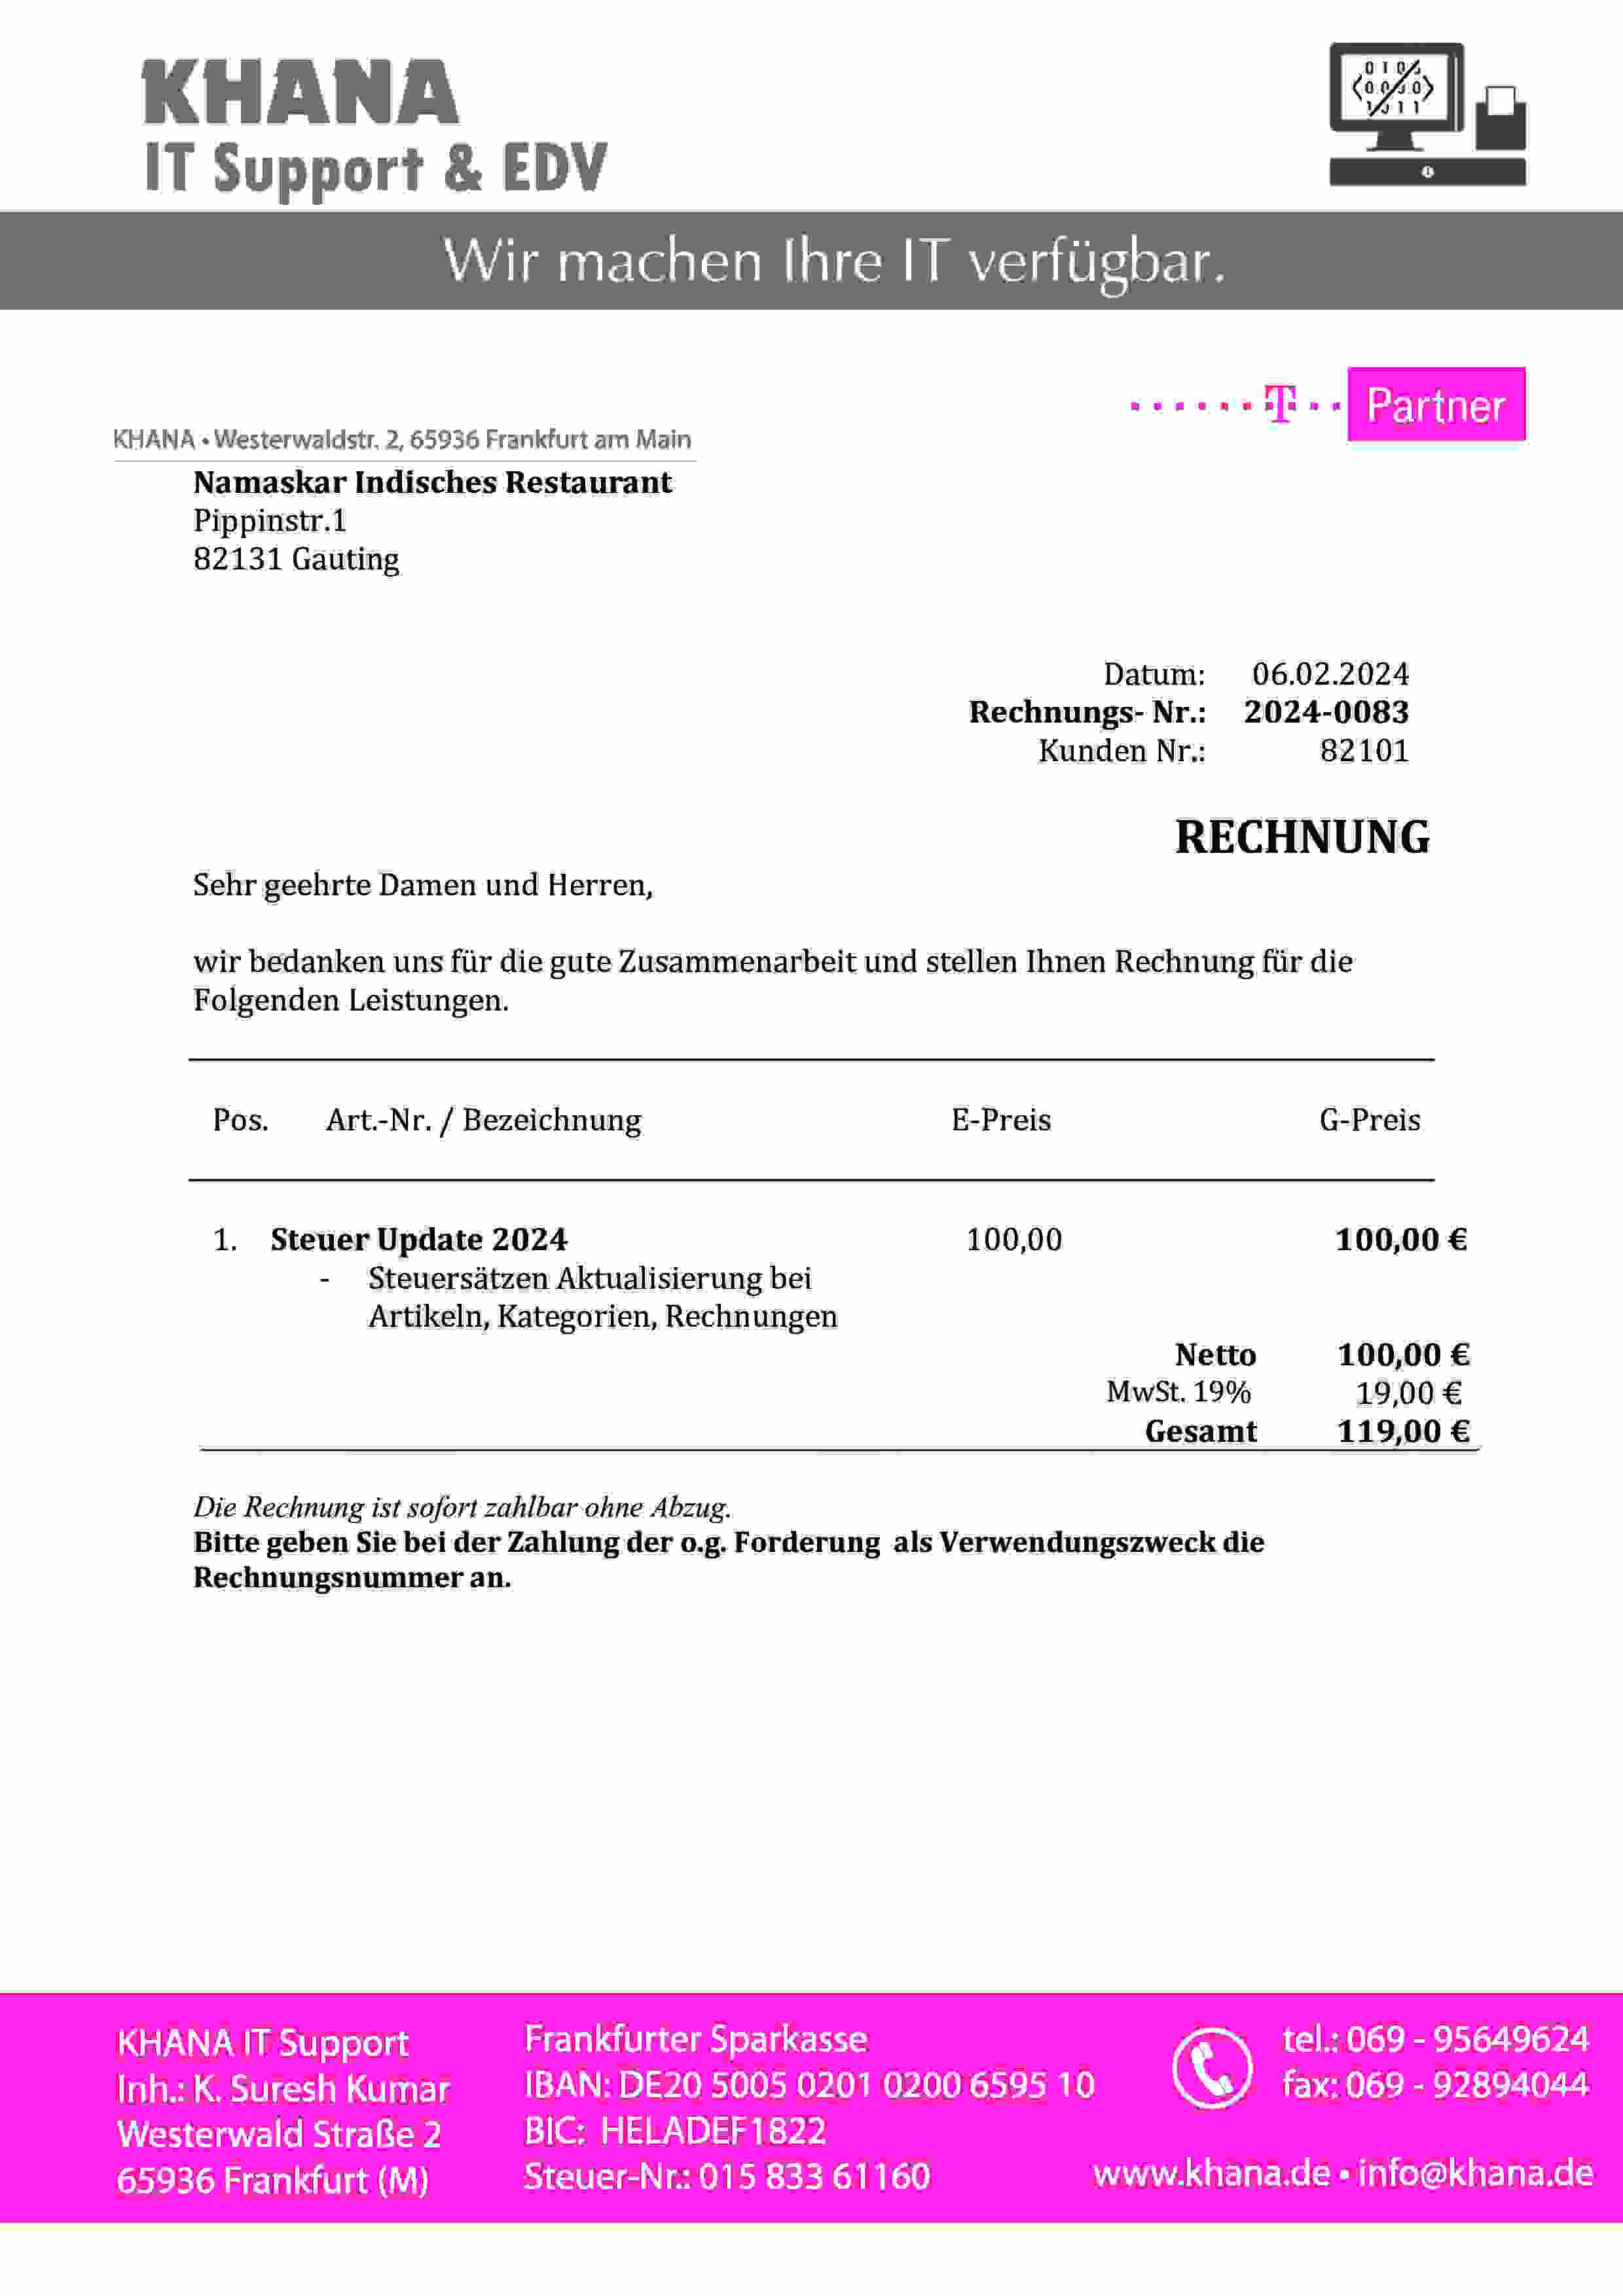 KHANA
IT Support & EDV
Wir machen Ihre IT verfügbar.
T Partner
KHANA • Westerwaldstr. 2, 65936 Frankfurt am Main
Namaskar Indisches Restaurant
Pippinstr.1
82131 Gauting
Datum: 06.02.2024
Rechnungs- Nr.: 2024-0083
Kunden Nr.: 82101
RECHNUNG
Sehr geehrte Damen und Herren,
wir bedanken uns für die gute Zusammenarbeit und stellen Ihnen Rechnung für die
Folgenden Leistungen.
Pos. Art.-Nr. / Bezeichnung E-Preis G-Preis
1. Steuer Update 2024 100,00 100,00 €
- Steuersätzen Aktualisierung bei
Artikeln, Kategorien, Rechnungen
Netto 100,00 €
MwSt. 19% 19,00 €
Gesamt 119,00 €
Die Rechnung ist sofort zahlbar ohne Abzug.
Bitte geben Sie bei der Zahlung der o.g. Forderung als Verwendungszweck die
Rechnungsnummer an.
KHANA IT Support
Inh.: K. Suresh Kumar
Westerwald Straße 2
65936 Frankfurt (M)
Frankfurter Sparkasse
IBAN: DE20 5005 0201 0200 6595 10
BIC: HELADEF1822
Steuer-Nr.: 015 833 61160
tel.: 069 - 95649624
fax: 069 - 92894044
www.khana.de • info@khana.de